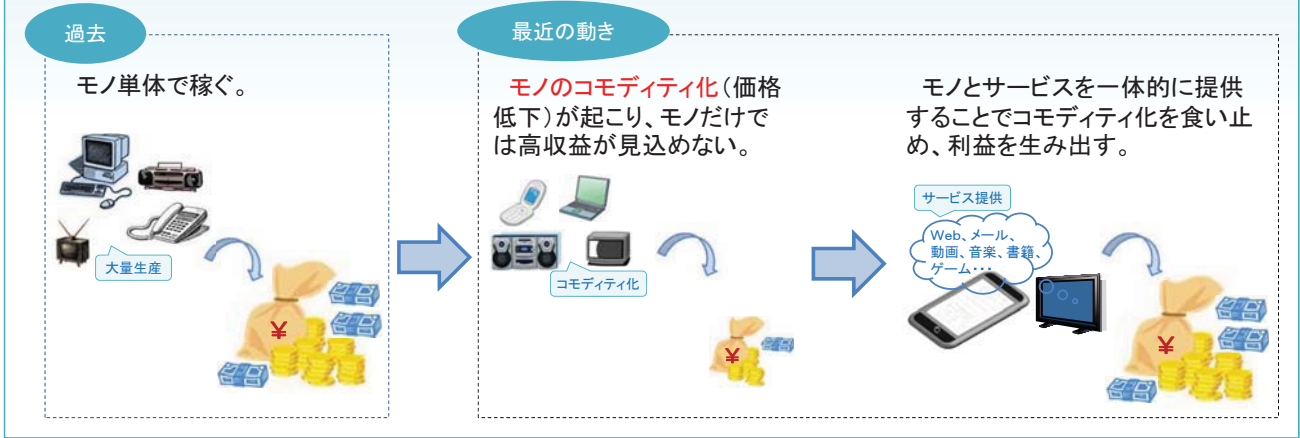 過去
モノ単体で稼ぐ。
大量生産
¥
最近の動き
モノのコモディティ化(価格
低下)が起こり、モノだけで
は高収益が見込めない。
コモディティ化
¥
モノとサービスを一体的に提供
することでコモディティ化を食い止
め、利益を生み出す。
サービス提供
Web、メール、
動画、音楽、書籍、
ゲーム・・・
¥